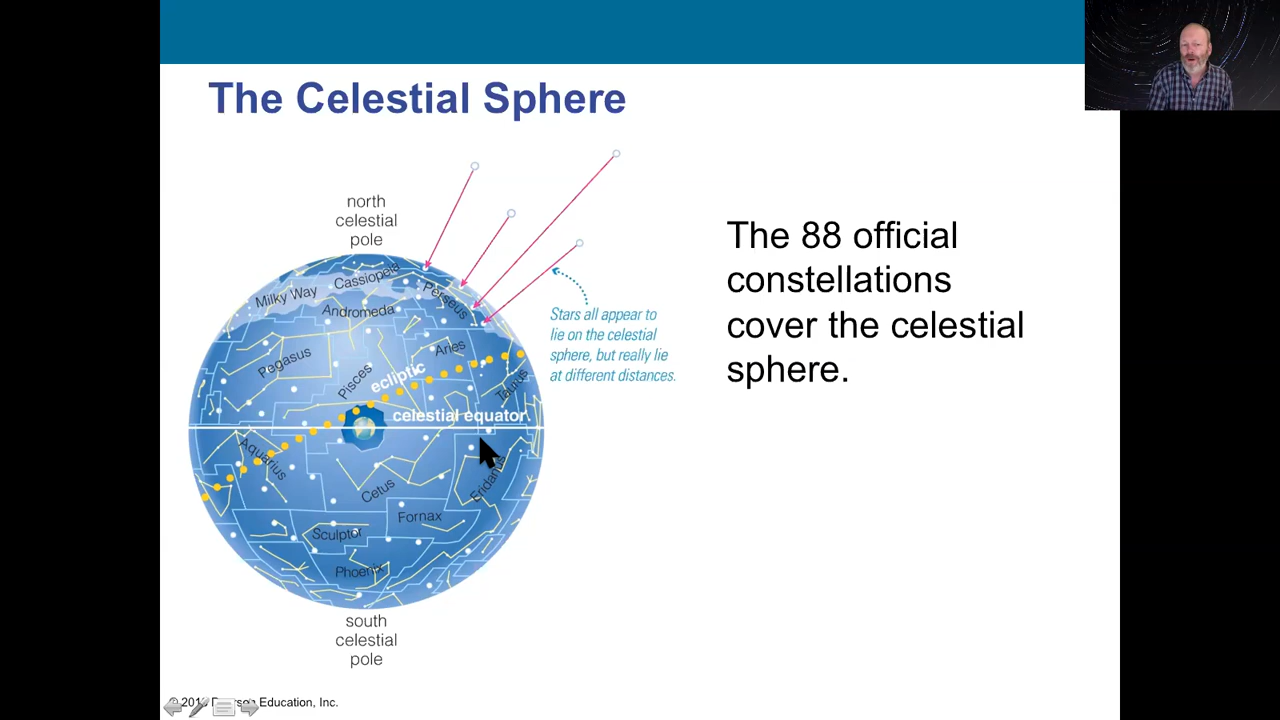 The Celestial Sphere
north
celestial
pole
Milky Way
Cassiopeia
Perseus
Andromeda
Pegasus
Aries
Pisces
ecliptic
Taurus
celestial equator
Aquarius
Cetus
Eridanus
Fornax
Sculptor
Phoenix
south
celestial
pole
Stars all appear to
lie on the celestial
sphere, but really lie
at different distances.
The 88 official
constellations
cover the celestial
sphere.
Education, Inc.